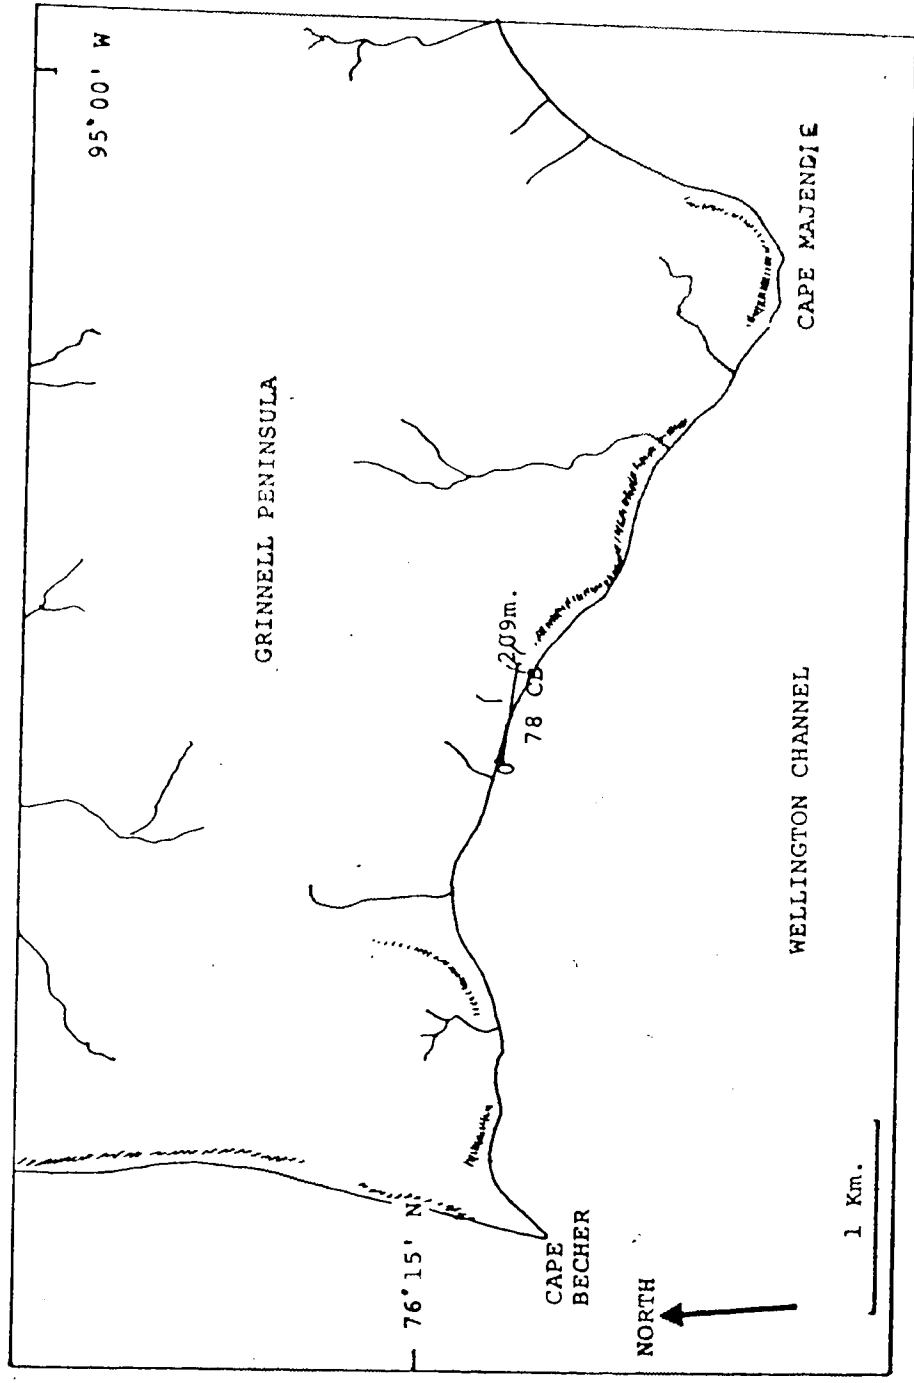 95°00' W
GRINNELL PENINSULA
CAPE MAJENDIE
0
209m.
78 CB
WELLINGTON CHANNEL
76°15' N
CAPE
BECHER
NORTH
1 Km.